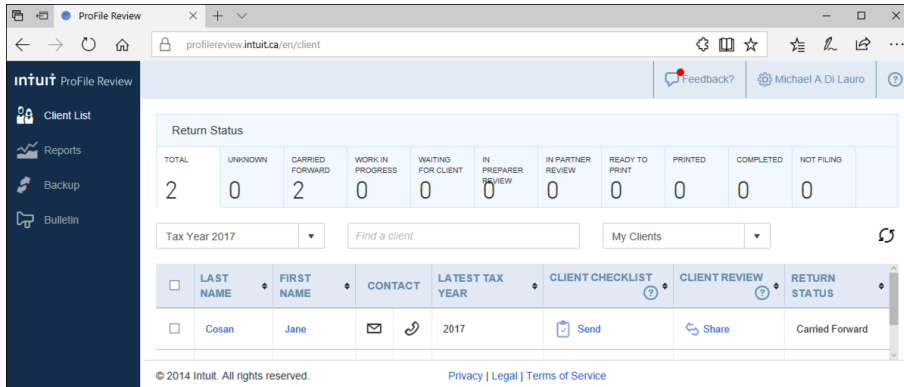 ProFile Review
profilereview.intuit.ca/en/client
intuit ProFile Review
Feedback?
Michael A Di Lauro
Client List
Reports
Backup
Bulletin
Return Status
TOTAL
2
UNKNOWN
0
CARRIED
FORWARD
2
WORK IN
PROGRESS
0
WAITING
FOR CLIENT
0
IN
PREPARER
REVIEW
0
IN PARTNER
REVIEW
0
READY TO
PRINT
0
PRINTED
0
COMPLETED
0
NOT FILING
0
Tax Year 2017
Find a client
My Clients
LAST
NAME
FIRST
NAME
CONTACT
LATEST TAX
YEAR
CLIENT CHECKLIST
CLIENT REVIEW
RETURN
STATUS
Cosan
Jane
2017
Send
Share
Carried Forward
© 2014 Intuit. All rights reserved.
Privacy | Legal | Terms of Service